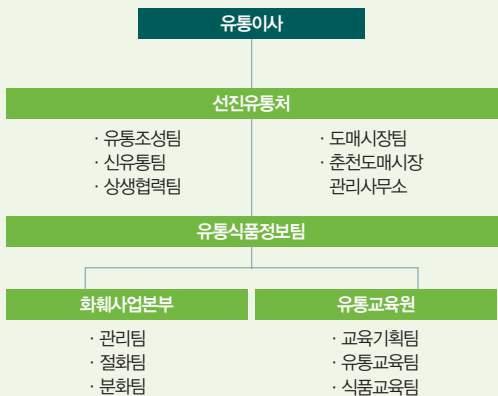 유통이사
선진유통처
· 유통조성팀
· 신유통팀
· 상생협력팀
· 도매시장팀
· 춘천도매시장
관리사무소
유통식품정보팀
화훼사업본부
· 관리팀
· 절화팀
· 분화팀
유통교육원
· 교육기획팀
· 유통교육팀
· 식품교육팀